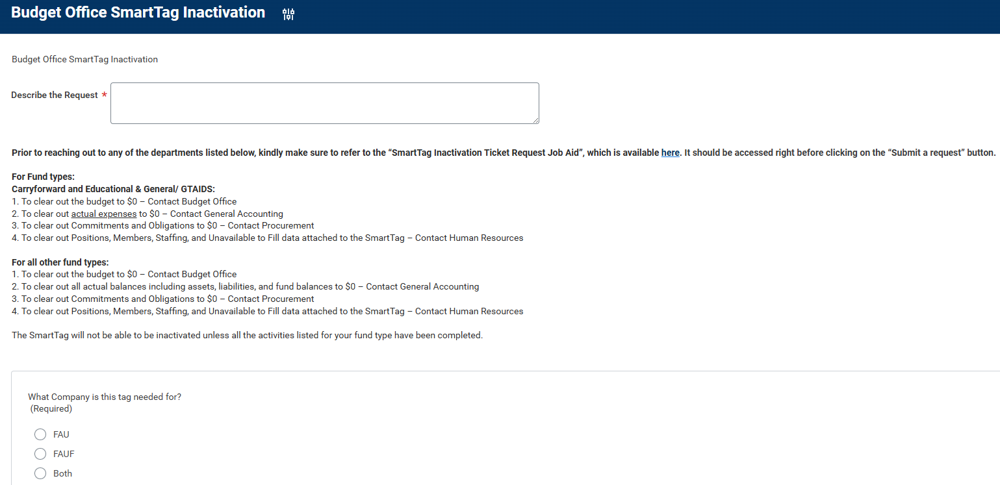 Budget Office SmartTag Inactivation
Budget Office SmartTag Inactivation
Describe the Request *
Prior to reaching out to any of the departments listed below, kindly make sure to refer to the “SmartTag Inactivation Ticket Request Job Aid”, which is available here. It should be accessed right before clicking on the “Submit a request” button.
For Fund types:
Carryforward and Educational & General/ GTAIDS:
1. To clear out the budget to $0 – Contact Budget Office
2. To clear out actual expenses to $0 – Contact General Accounting
3. To clear out Commitments and Obligations to $0 – Contact Procurement
4. To clear out Positions, Members, Staffing, and Unavailable to Fill data attached to the SmartTag – Contact Human Resources
For all other fund types:
1. To clear out the budget to $0 – Contact Budget Office
2. To clear out all actual balances including assets, liabilities, and fund balances to $0 – Contact General Accounting
3. To clear out Commitments and Obligations to $0 – Contact Procurement
4. To clear out Positions, Members, Staffing, and Unavailable to Fill data attached to the SmartTag – Contact Human Resources
The SmartTag will not be able to be inactivated unless all the activities listed for your fund type have been completed.
What Company is this tag needed for?
(Required)
FAU
FAUF
Both